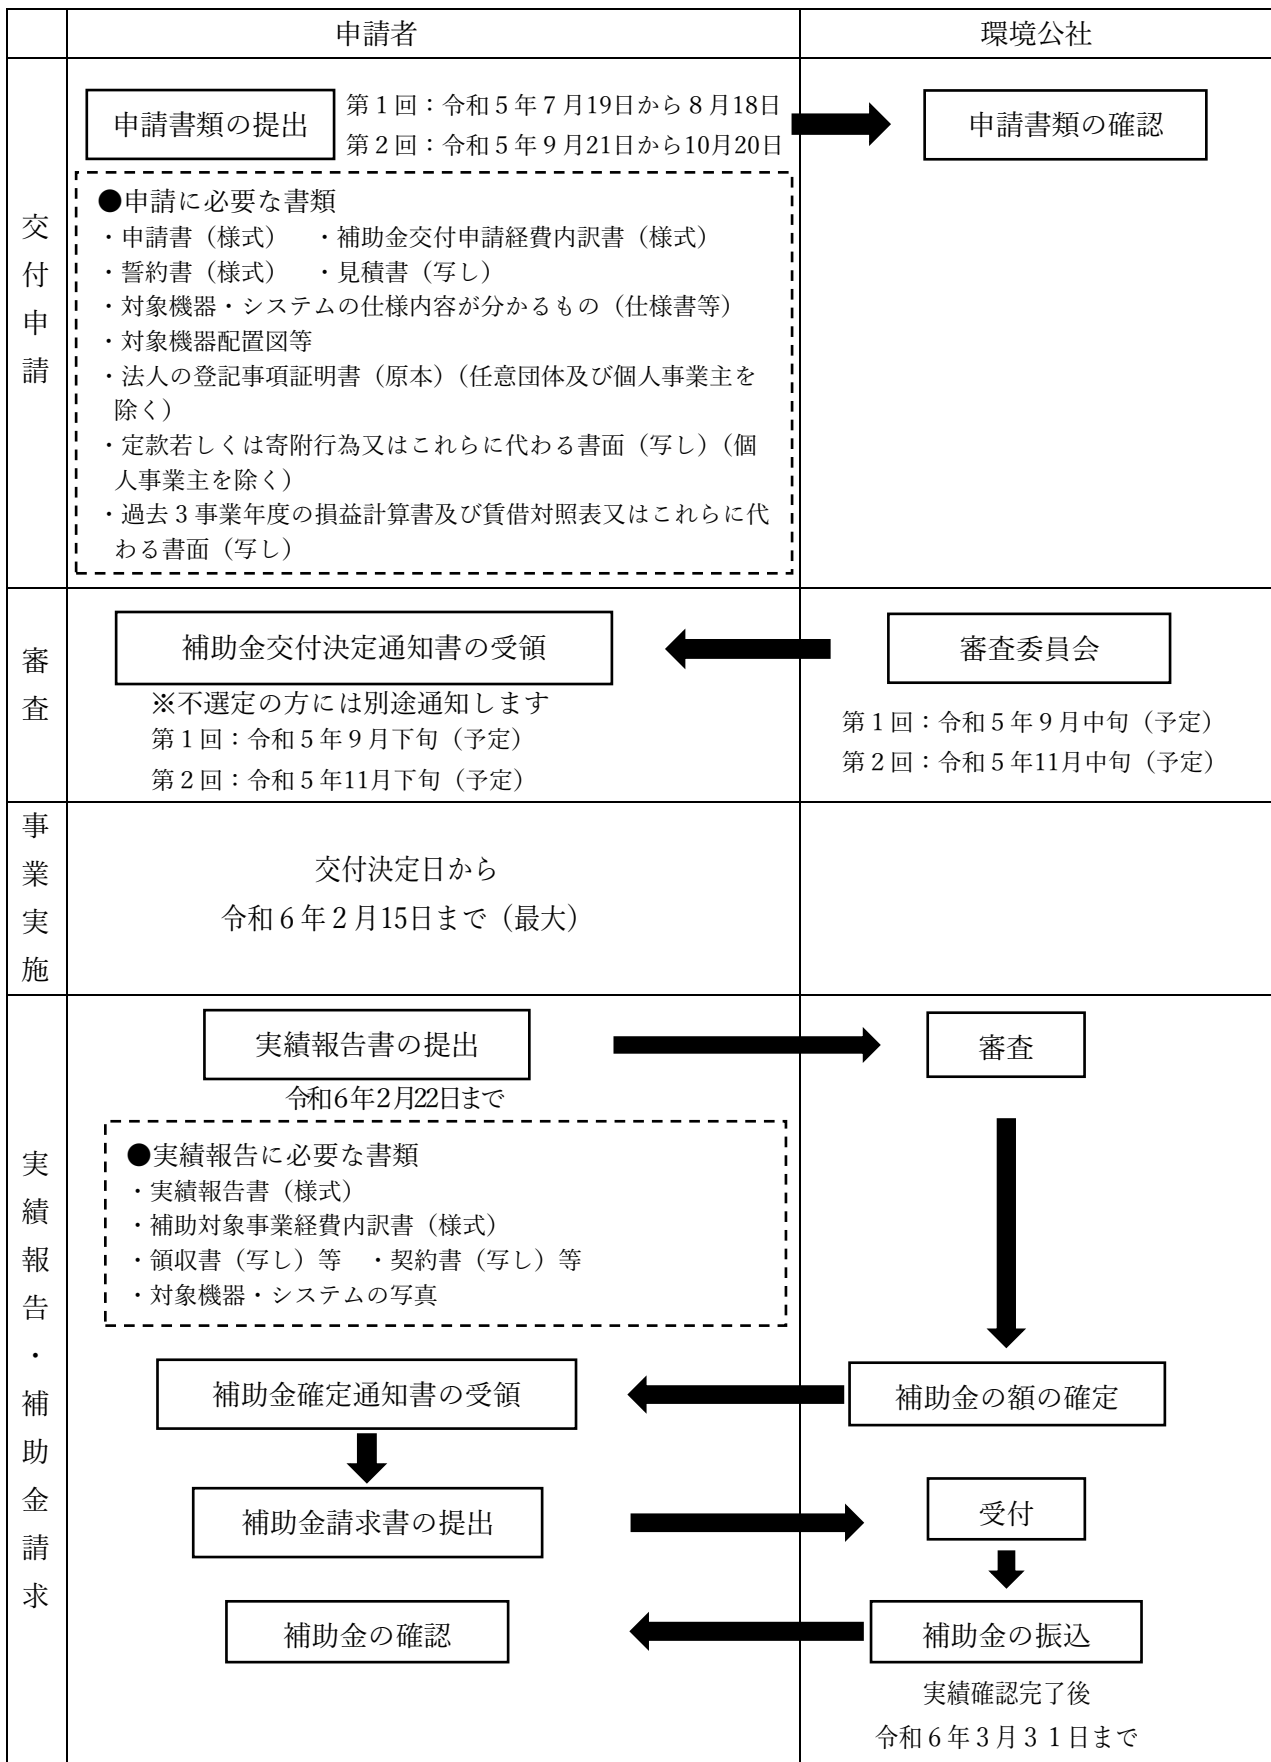 申請者
環境公社
交付申請
申請書類の提出
第１回：令和５年７月19日から８月18日
第２回：令和５年９月21日から10月20日
申請書類の確認
●申請に必要な書類
・申請書（様式）　・補助金交付申請経費内訳書（様式）
・誓約書（様式）　・見積書（写し）
・対象機器・システムの仕様内容が分かるもの（仕様書等）
・対象機器配置図等
・法人の登記事項証明書（原本）（任意団体及び個人事業主を
除く）
・定款若しくは寄附行為又はこれらに代わる書面（写し）（個
人事業主を除く）
・過去３事業年度の損益計算書及び賃借対照表又はこれらに代
わる書面（写し）
審査
補助金交付決定通知書の受領
※不選定の方には別途通知します
第１回：令和５年９月下旬（予定）
第２回：令和５年11月下旬（予定）
審査委員会
第１回：令和５年９月中旬（予定）
第２回：令和５年11月中旬（予定）
事業実施
交付決定日から
令和６年２月15日まで（最大）
実績報告・補助金請求
実績報告書の提出
令和6年2月22日まで
審査
●実績報告に必要な書類
・実績報告書（様式）
・補助対象事業経費内訳書（様式）
・領収書（写し）等　・契約書（写し）等
・対象機器・システムの写真
補助金確定通知書の受領
補助金の額の確定
補助金請求書の提出
受付
補助金の確認
補助金の振込
実績確認完了後
令和６年３月３１日まで